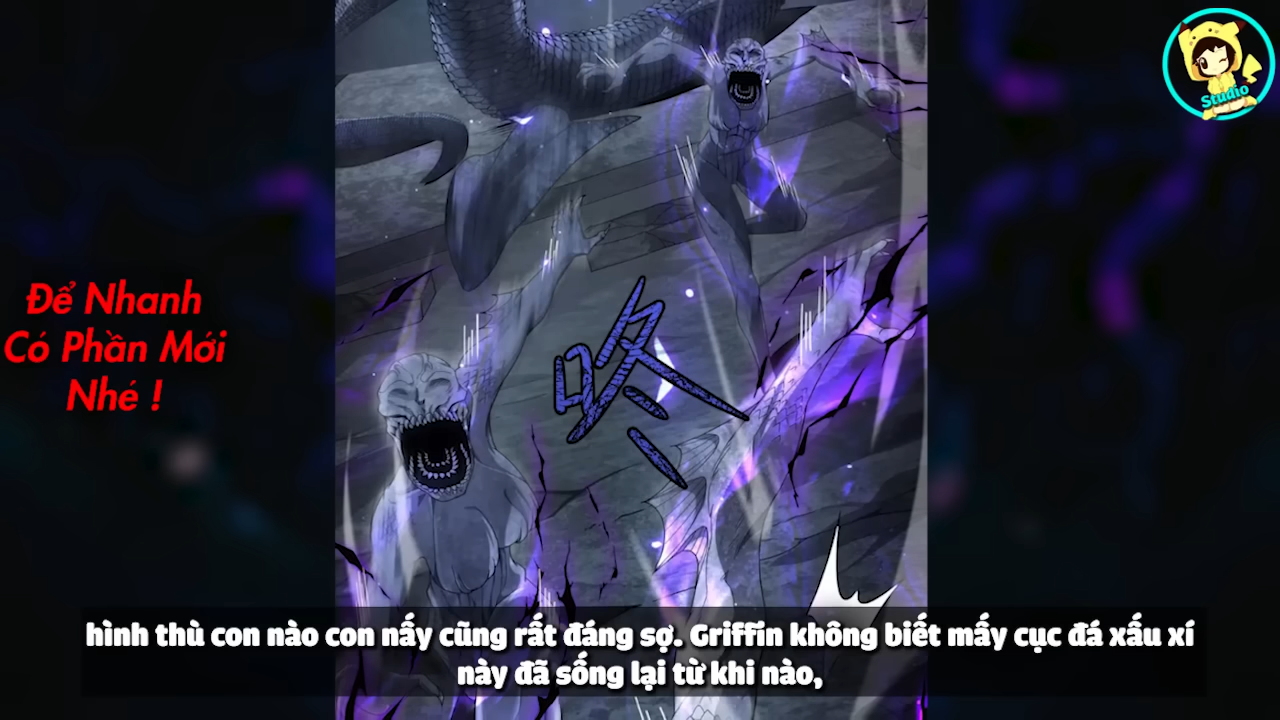 Studio
Để Nhanh
Có Phần Mới
Nhé !
咚
hình thù con nào con nấy cũng rất đáng sợ. Griffin không biết mấy cục đá xấu xí
này đã sống lại từ khi nào,